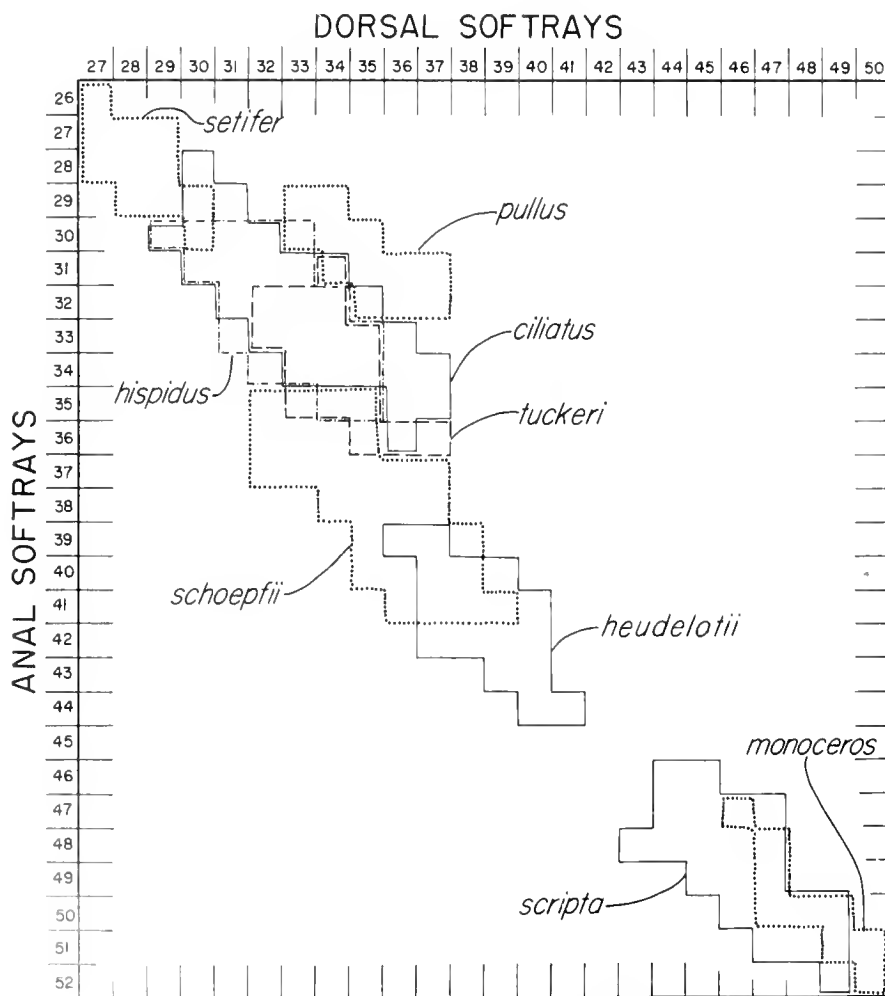 DORSAL SOFTRAYS
27 28 29 30 31 32 33 34 35 36 37 38 39 40 41 42 43 44 45 46 47 48 49 50
ANAL SOFTRAYS
26
27
28
29
30
31
32
33
34
35
36
37
38
39
40
41
42
43
44
45
46
47
48
49
50
51
52
setifer
pullus
ciliatus
hispidus
tuckeri
schoepfii
heudelotii
monoceros
scripta